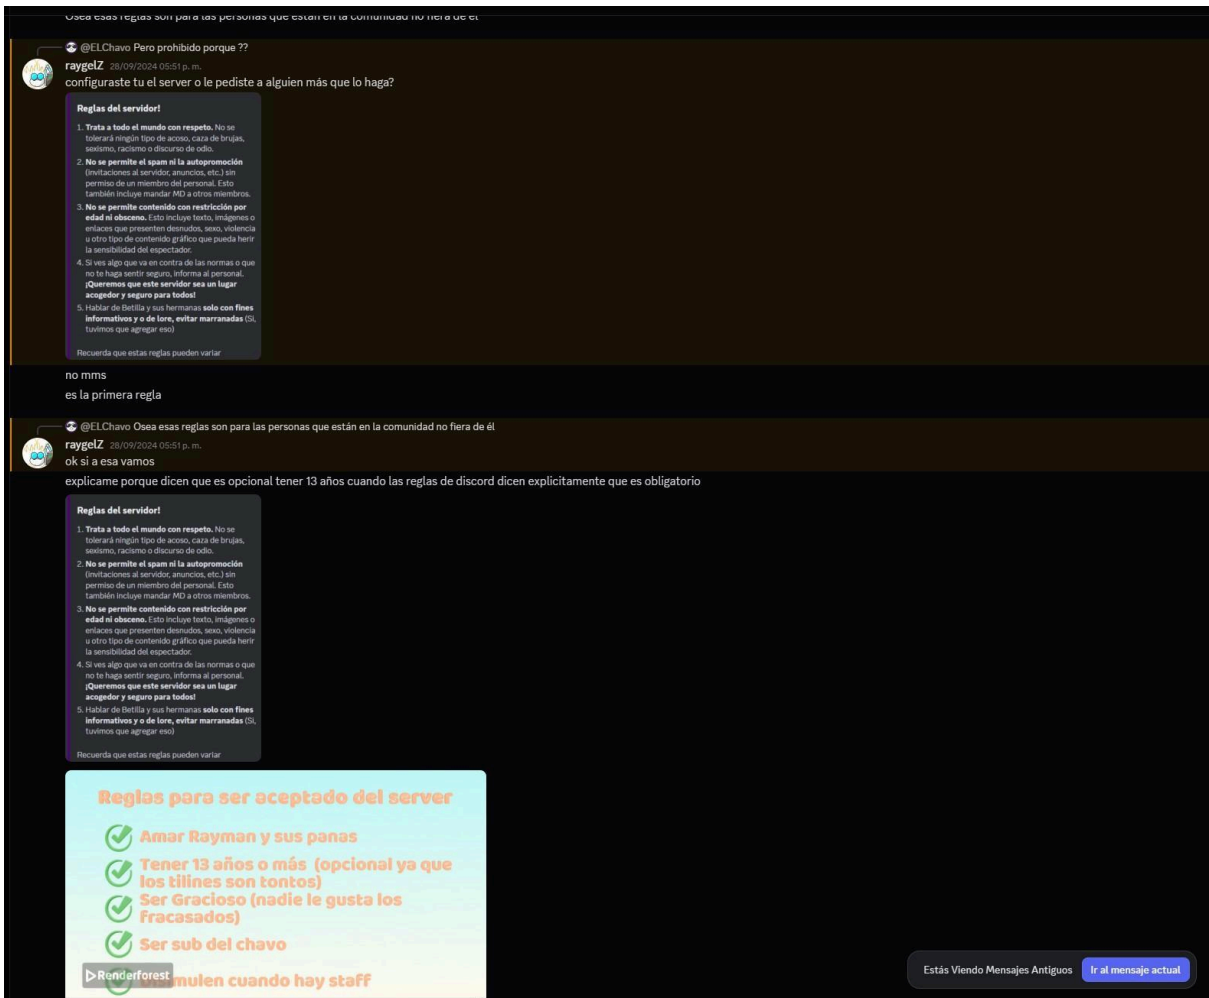 Osea esas reglas son para las personas que están en la comunidad no fiera de él
@ELChavo Pero prohibido porque ??
raygelZ 28/09/2024 05:51 p. m.
configuraste tu el server o le pediste a alguien más que lo haga?
Reglas del servidor!
1. Trata a todo el mundo con respeto. No se
tolerará ningún tipo de acoso, caza de brujas,
sexismo, racismo o discurso de odio.
2. No se permite el spam ni la autopromoción
(invitaciones al servidor, anuncios, etc.) sin
permiso de un miembro del personal. Esto
también incluye mandar MD a otros miembros.
3. No se permite contenido con restricción por
edad ni obsceno. Esto incluye texto, imágenes o
enlaces que presenten desnudos, sexo, violencia
u otro tipo de contenido gráfico que pueda herir
la sensibilidad del espectador.
4. Si ves algo que va en contra de las normas o que
no te haga sentir seguro, informa al personal.
¡Queremos que este servidor sea un lugar
acogedor y seguro para todos!
5. Hablar de Betilla y sus hermanas solo con fines
informativos y o de lore, evitar marranadas (Si,
tuvimos que agregar eso)
Recuerda que estas reglas pueden variar
no mms
es la primera regla
@ELChavo Osea esas reglas son para las personas que están en la comunidad no fiera de él
raygelZ 28/09/2024 05:51 p. m.
ok si a esa vamos
explicame porque dicen que es opcional tener 13 años cuando las reglas de discord dicen explicitamente que es obligatorio
Reglas del servidor!
1. Trata a todo el mundo con respeto. No se
tolerará ningún tipo de acoso, caza de brujas,
sexismo, racismo o discurso de odio.
2. No se permite el spam ni la autopromoción
(invitaciones al servidor, anuncios, etc.) sin
permiso de un miembro del personal. Esto
también incluye mandar MD a otros miembros.
3. No se permite contenido con restricción por
edad ni obsceno. Esto incluye texto, imágenes o
enlaces que presenten desnudos, sexo, violencia
u otro tipo de contenido gráfico que pueda herir
la sensibilidad del espectador.
4. Si ves algo que va en contra de las normas o que
no te haga sentir seguro, informa al personal.
¡Queremos que este servidor sea un lugar
acogedor y seguro para todos!
5. Hablar de Betilla y sus hermanas solo con fines
informativos y o de lore, evitar marranadas (Si,
tuvimos que agregar eso)
Recuerda que estas reglas pueden variar
Reglas para ser aceptado del server
Amar Rayman y sus panas
Tener 13 años o más (opcional ya que
los tilines son tontos)
Ser Gracioso (nadie le gusta los
Fracasados)
Ser sub del chavo
Renderforest
mulen cuando hay staff
Estás Viendo Mensajes Antiguos
Ir al mensaje actual